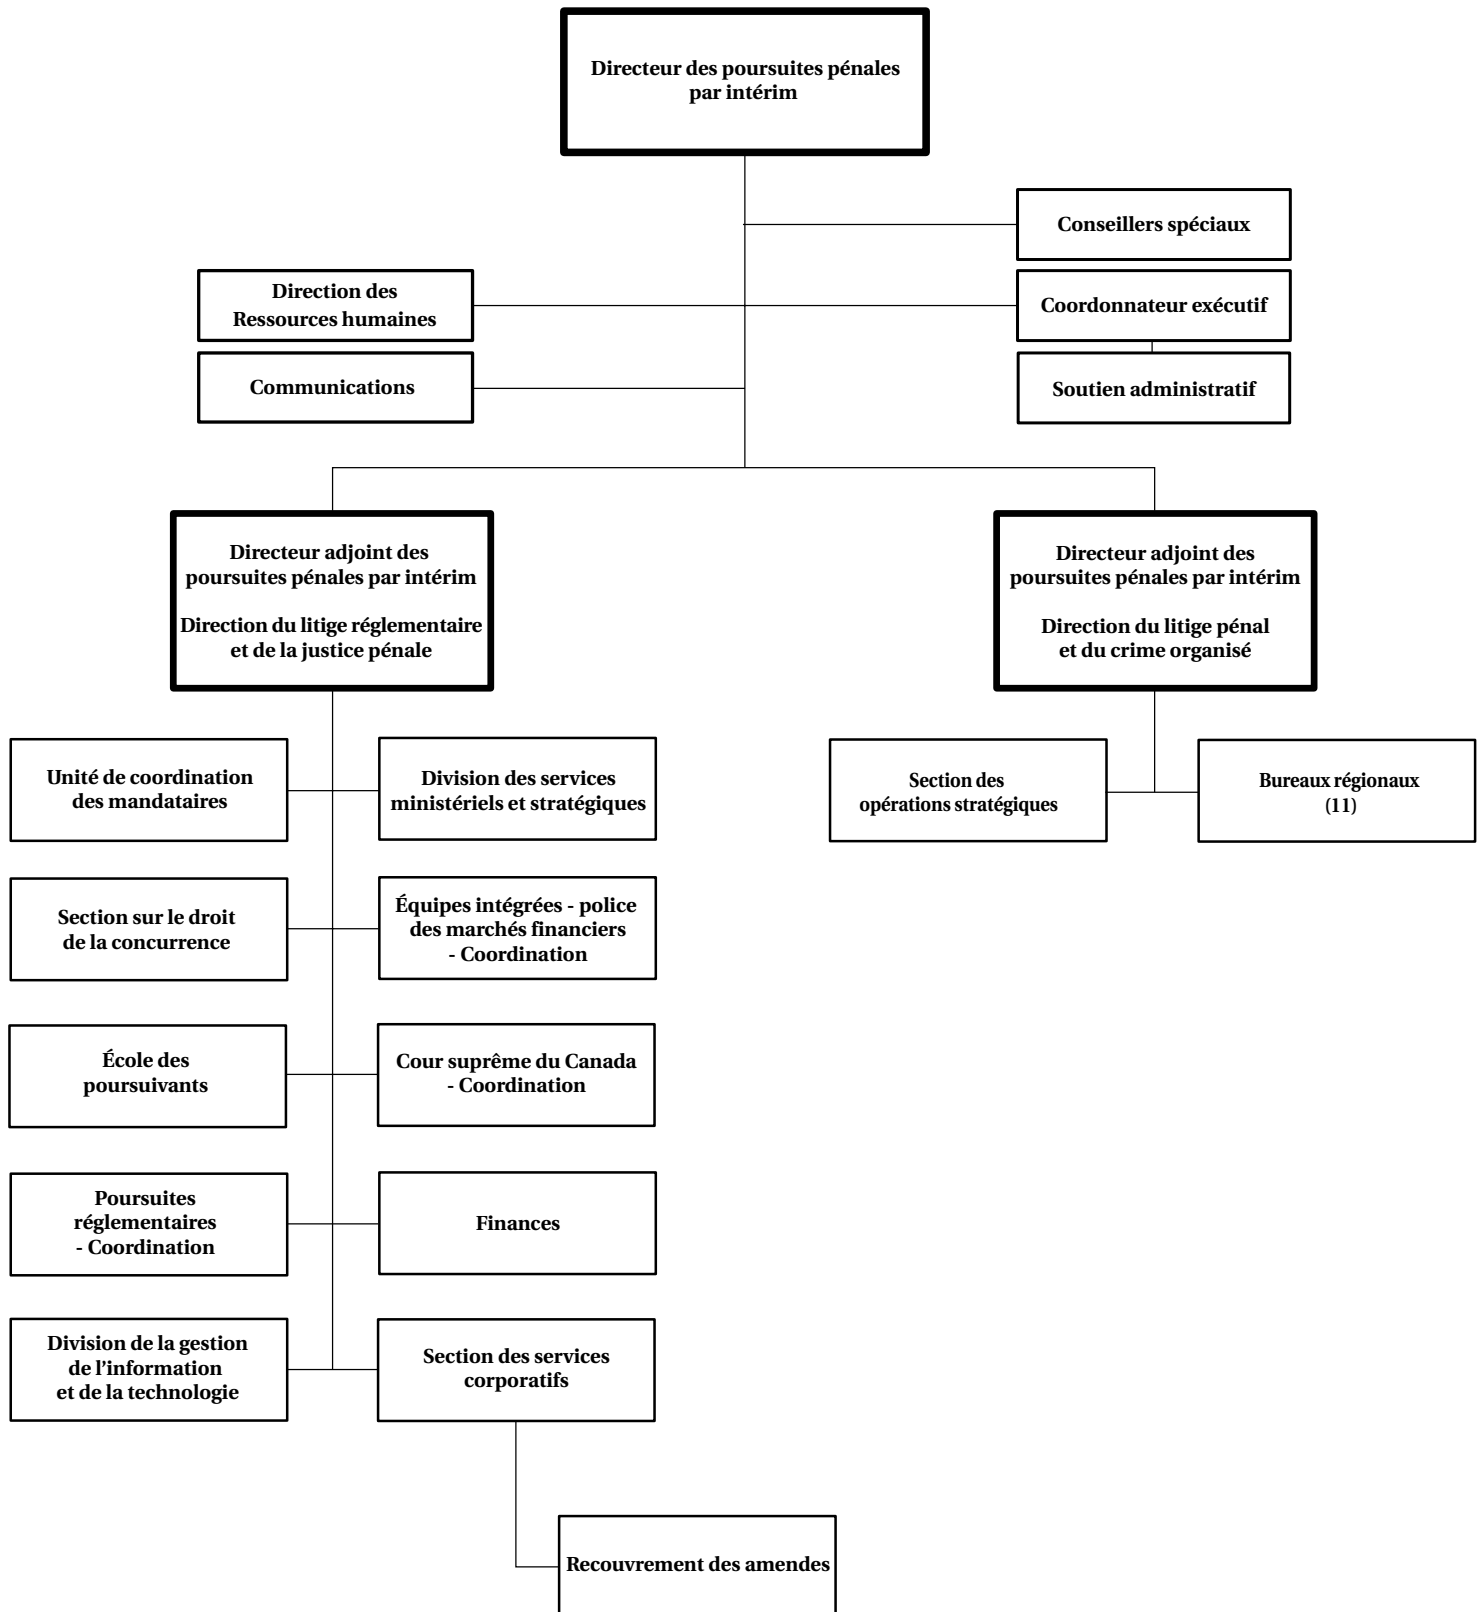 Directeur des poursuites pénales
par intérim
Conseillers spéciaux
Direction des
Ressources humaines
Coordonnateur exécutif
Communications
Soutien administratif
Directeur adjoint des
poursuites pénales par intérim
Direction du litige réglementaire
et de la justice pénale
Directeur adjoint des
poursuites pénales par intérim
Direction du litige pénal
et du crime organisé
Unité de coordination
des mandataires
Division des services
ministériels et stratégiques
Section des
opérations stratégiques
Bureaux régionaux
(11)
Section sur le droit
de la concurrence
Équipes intégrées - police
des marchés financiers
- Coordination
École des
poursuivants
Cour suprême du Canada
- Coordination
Poursuites
réglementaires
- Coordination
Finances
Division de la gestion
de l'information
et de la technologie
Section des services
corporatifs
Recouvrement des amendes